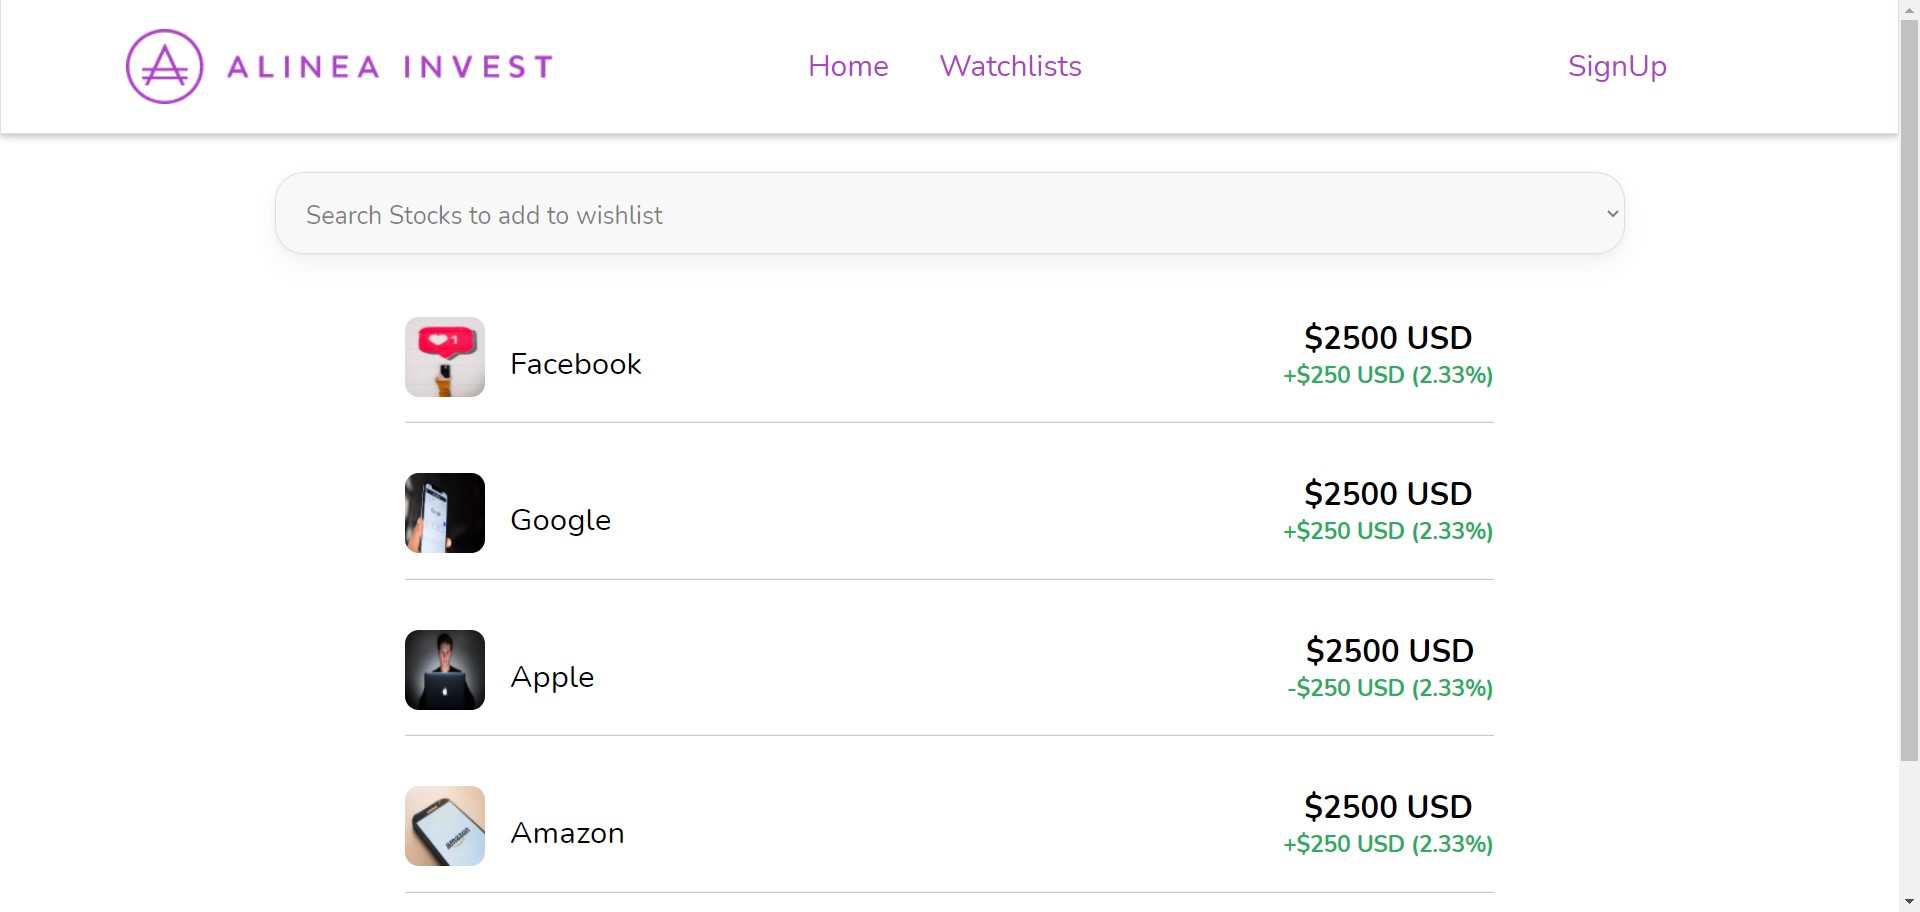 ALINEA INVEST
Home
Watchlists
SignUp
Search Stocks to add to wishlist
1
Facebook
$2500 USD
+$250 USD (2.33%)
Google
$2500 USD
+$250 USD (2.33%)
Apple
$2500 USD
-$250 USD (2.33%)
amazon
Amazon
$2500 USD
+$250 USD (2.33%)